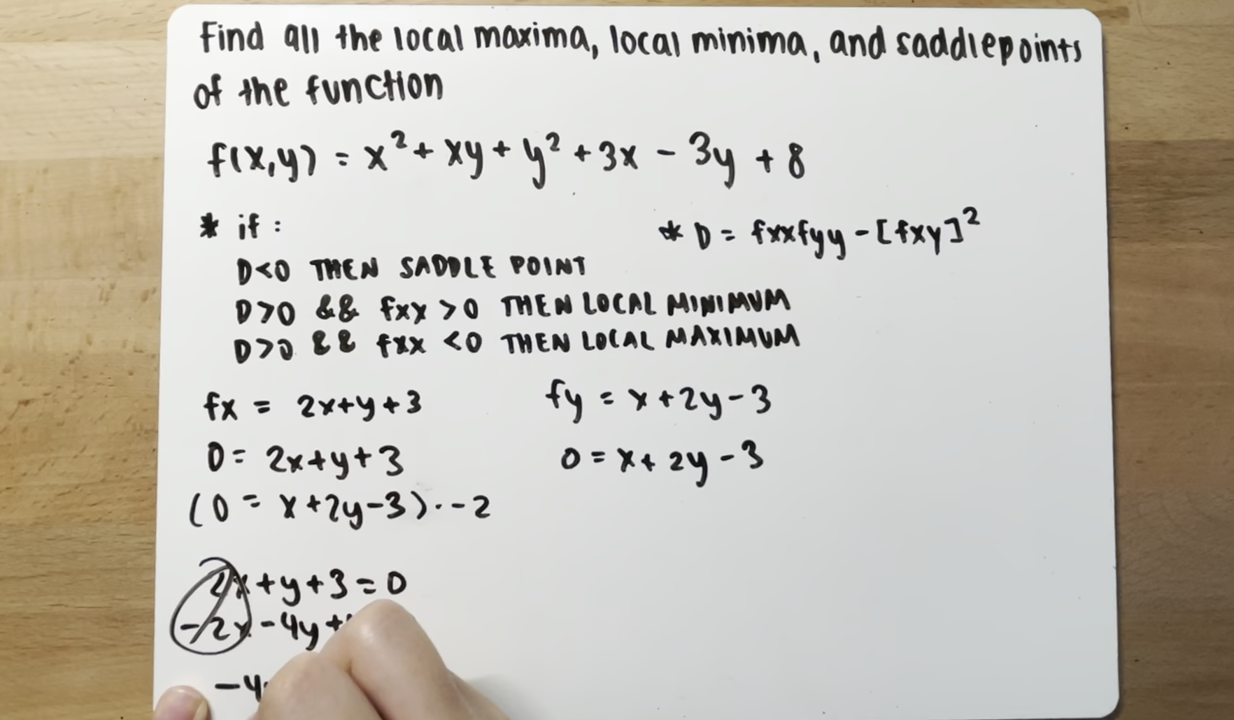 Find all the local maxima, local minima, and saddlepoints
of the function
f(x,y) = x² + xy + y² + 3x - 3y + 8
* if :
* D = fxxfyy - [fxy]²
D<0 THEN SADDLE POINT
D>0 && fxx >0 THEN LOCAL MINIMUM
D>0 && fxx <0 THEN LOCAL MAXIMUM
fx = 2x+y+3
fy = x+2y-3
0 = 2x+y+3
0 = x+2y-3
(0 = x+2y-3)·-2
2x+y+3=0
-2x-4y+
-4